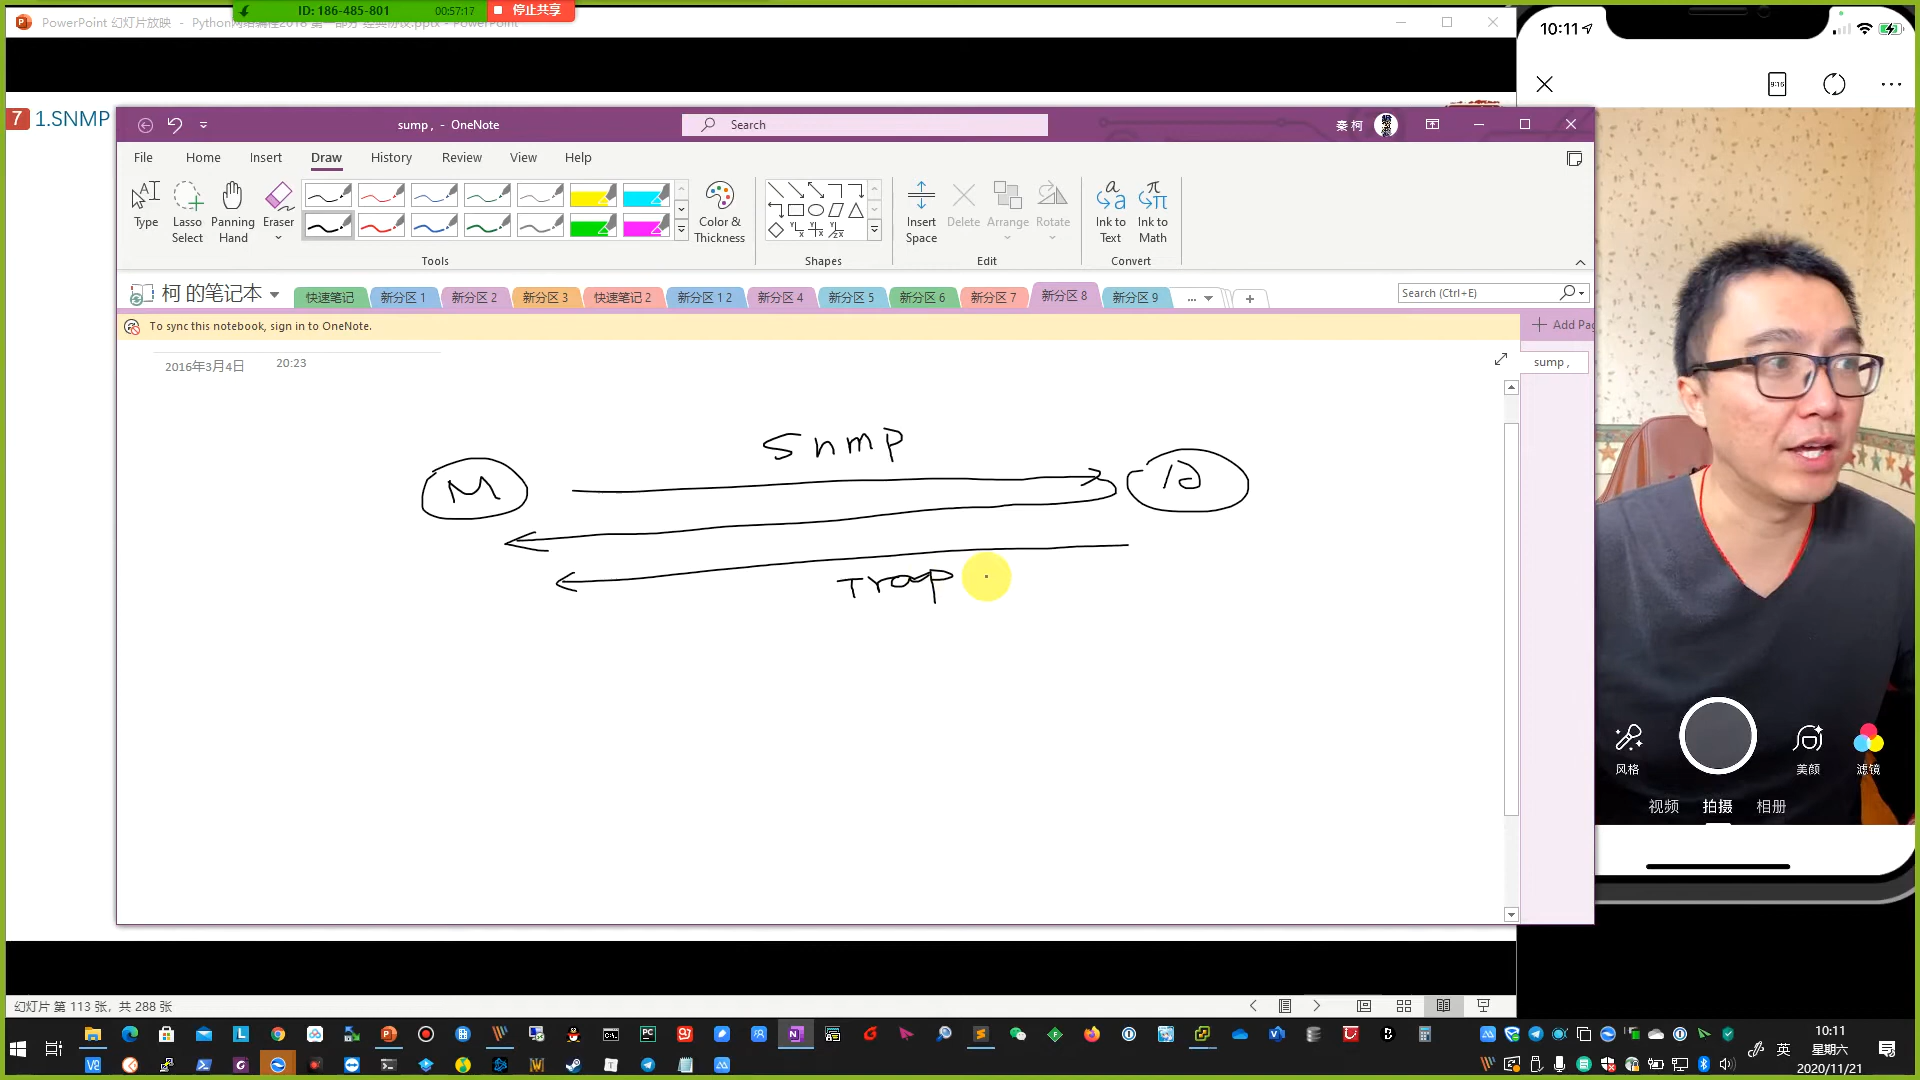 PowerPoint 幻灯片放映 - Python网络编程2018 第一部分 经典协议.pptx - PowerPoint
ID: 186-485-801 00:57:17 停止共享
10:11
7 1.SNMP
sump , - OneNote
Search
秦 柯
File Home Insert Draw History Review View Help
Type
Lasso Select
Panning Hand
Eraser
Color & Thickness
Insert Space
Delete
Arrange
Rotate
Ink to Text
Ink to Math
Tools Shapes Edit Convert
柯 的笔记本
快速笔记 新分区 1 新分区 2 新分区 3 快速笔记 2 新分区 1 2 新分区 4 新分区 5 新分区 6 新分区 7 新分区 8 新分区 9 ...
Search (Ctrl+E)
To sync this notebook, sign in to OneNote.
Add Pag
2016年3月4日 20:23
sump ,
Snmp
M
Trap
风格 美颜 滤镜
视频 拍摄 相册
幻灯片 第 113 张，共 288 张
英
10:11
星期六
2020/11/21